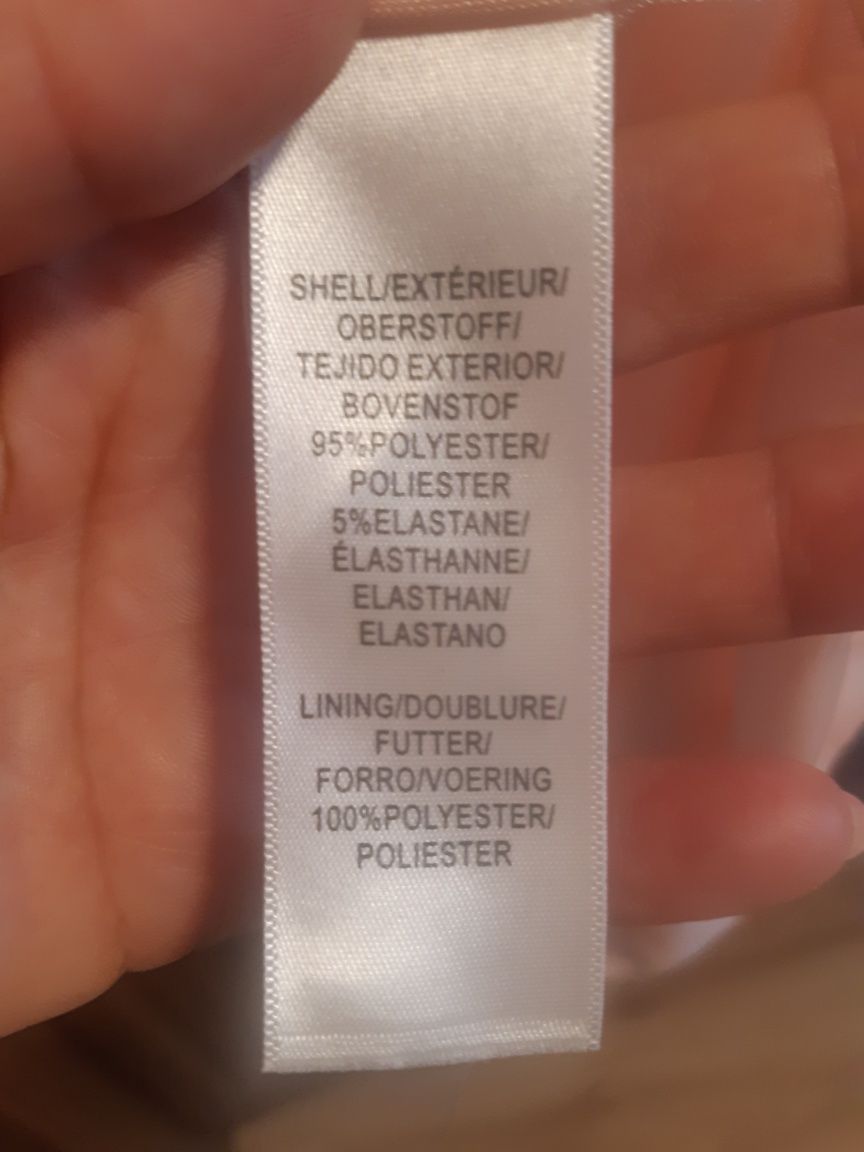 SHELL/EXTÉRIEUR/
OBERSTOFF/
TEJIDO EXTERIOR/
BOVENSTOF
95%POLYESTER/
POLIESTER
5%ELASTANE/
ÉLASTHANNE/
ELASTHAN/
ELASTANO
LINING/DOUBLURE/
FUTTER/
FORRO/VOERING
100%POLYESTER/
POLIESTER